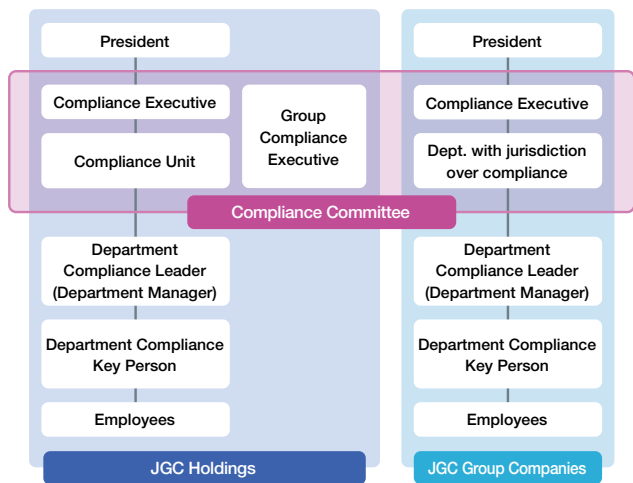 President
Compliance Executive
Compliance Unit
Group
Compliance
Executive
President
Compliance Executive
Dept. with jurisdiction
over compliance
Compliance Committee
Department
Compliance Leader
(Department Manager)
Department Compliance
Key Person
Employees
JGC Holdings
Department
Compliance Leader
(Department Manager)
Department Compliance
Key Person
Employees
JGC Group Companies